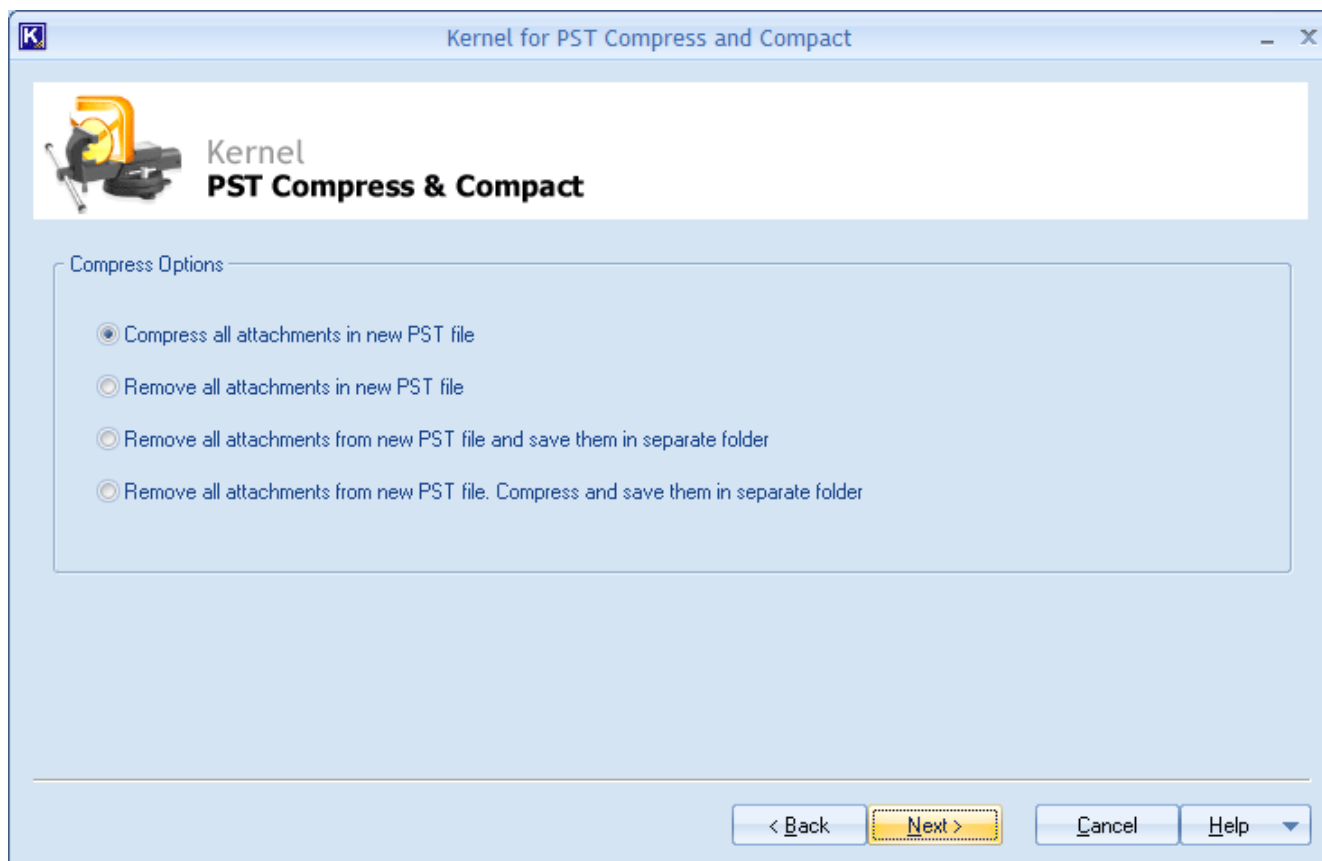 Kernel for PST Compress and Compact
Kernel
PST Compress & Compact
Compress Options
Compress all attachments in new PST file
Remove all attachments in new PST file
Remove all attachments from new PST file and save them in separate folder
Remove all attachments from new PST file. Compress and save them in separate folder
< Back Next > Cancel Help